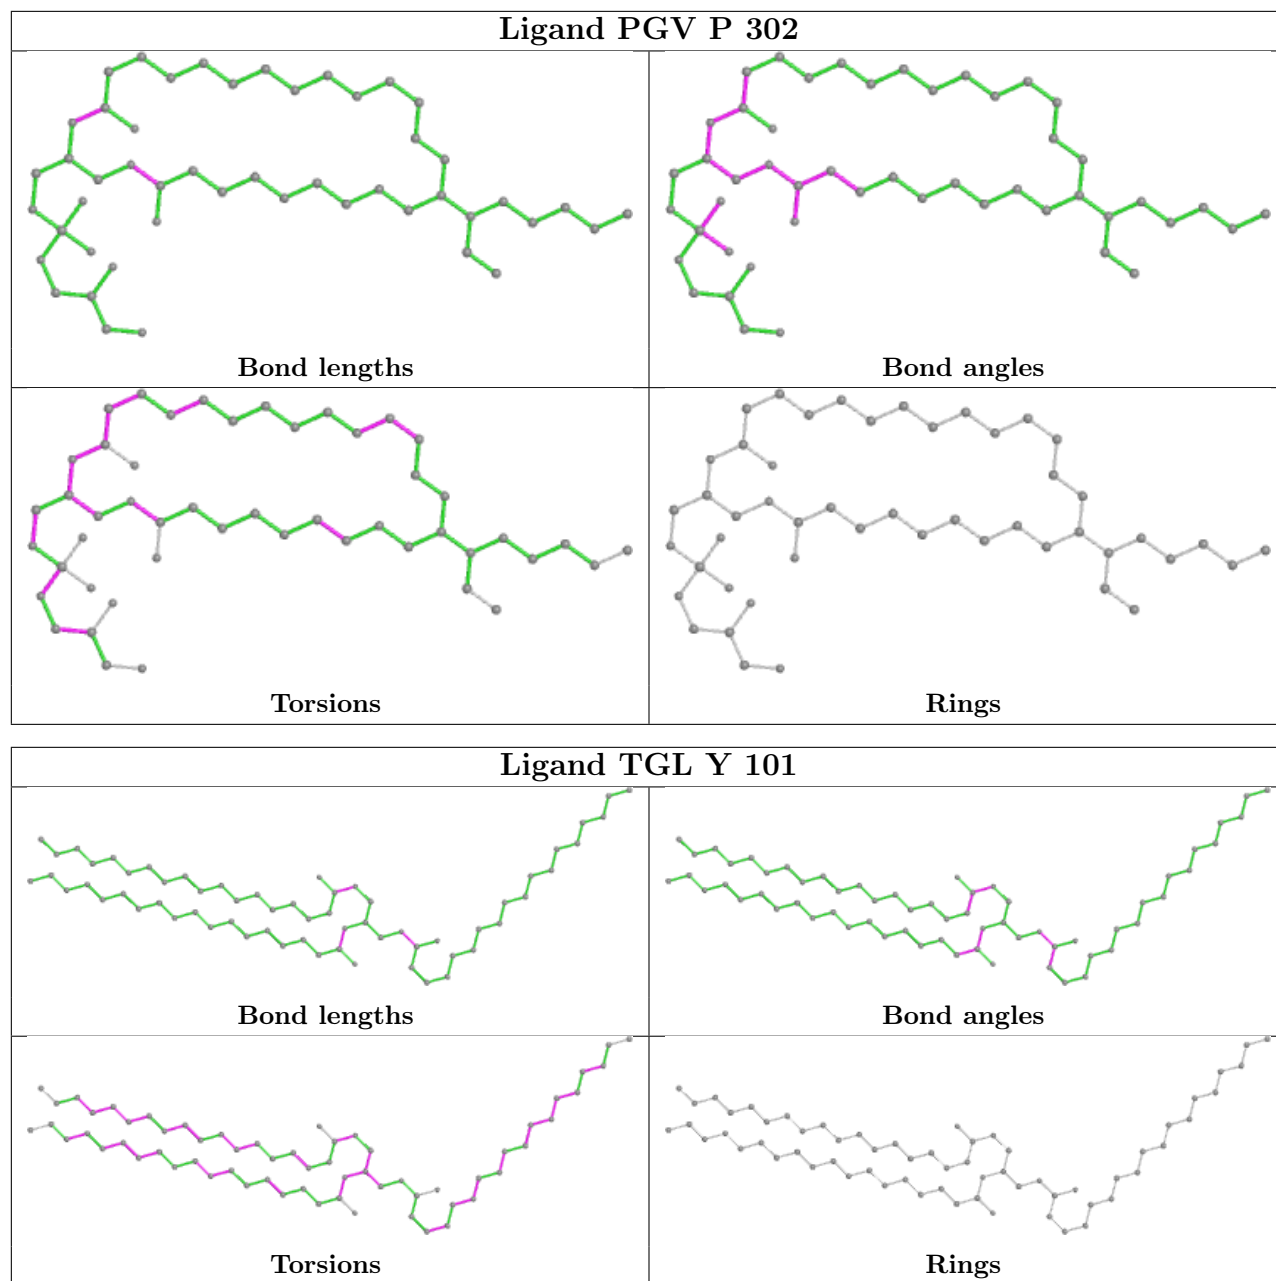 Ligand PGV P 302
Bond lengths
Bond angles
Torsions
Rings
Ligand TGL Y 101
Bond lengths
Bond angles
Torsions
Rings